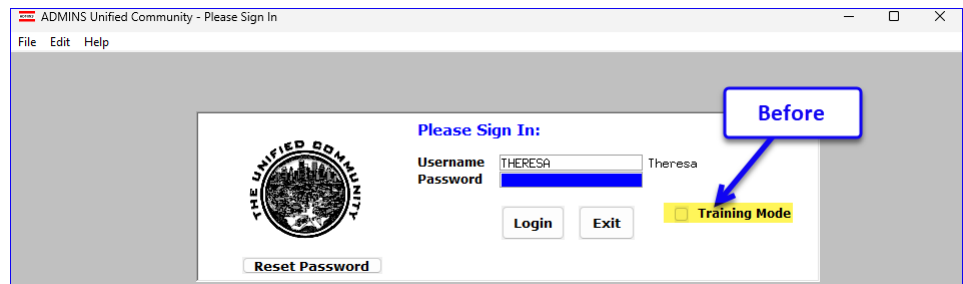 ADMINS ADMINS Unified Community - Please Sign In
File Edit Help
Before
Please Sign In:
THE UNIFIED COMMUNITY
Username THERESA Theresa
Password
Training Mode
Login Exit
Reset Password